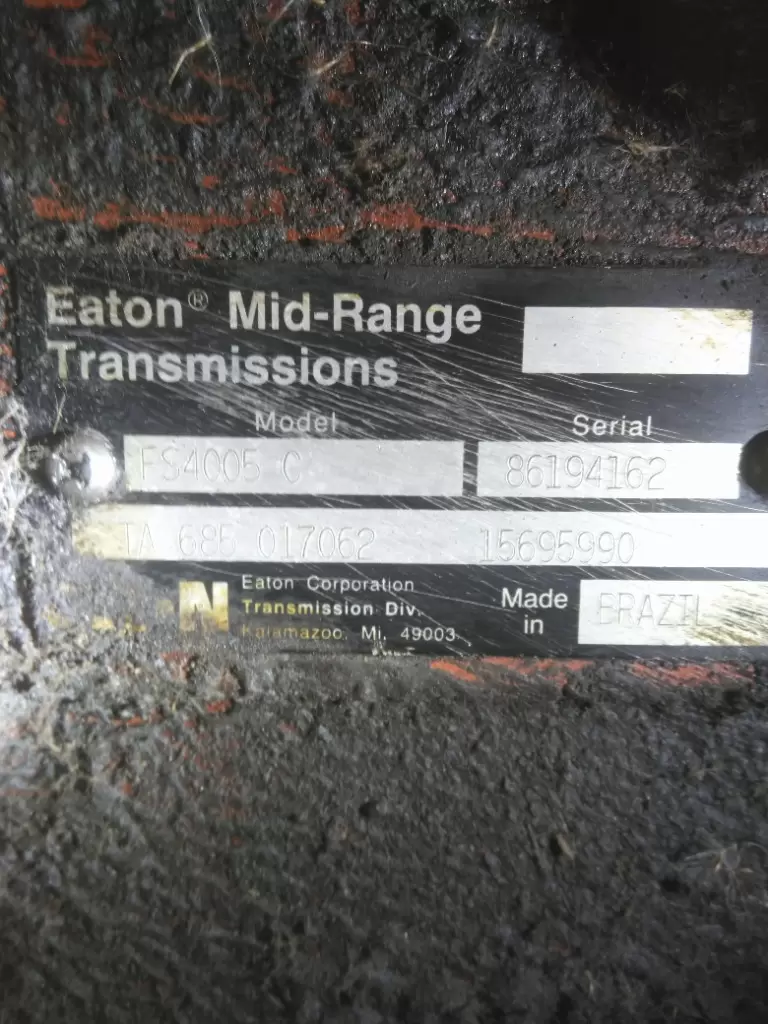 Eaton® Mid-Range
Transmissions
Model
Serial
FS4005 C
86194162
TA 685 017062 15695990
Eaton Corporation
Transmission Div.
Kalamazoo, Mi. 49003
Made
in
BRAZIL